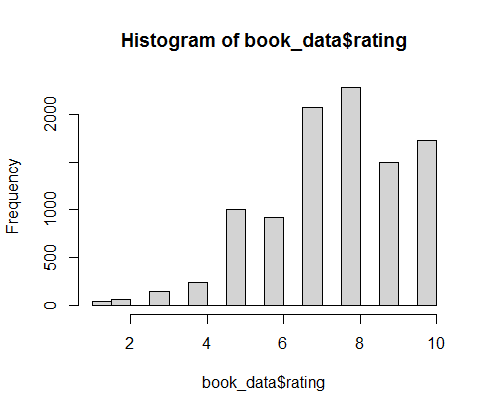 Histogram of book_data$rating
Frequency
2000
1000
500
0
2 4 6 8 10
book_data$rating